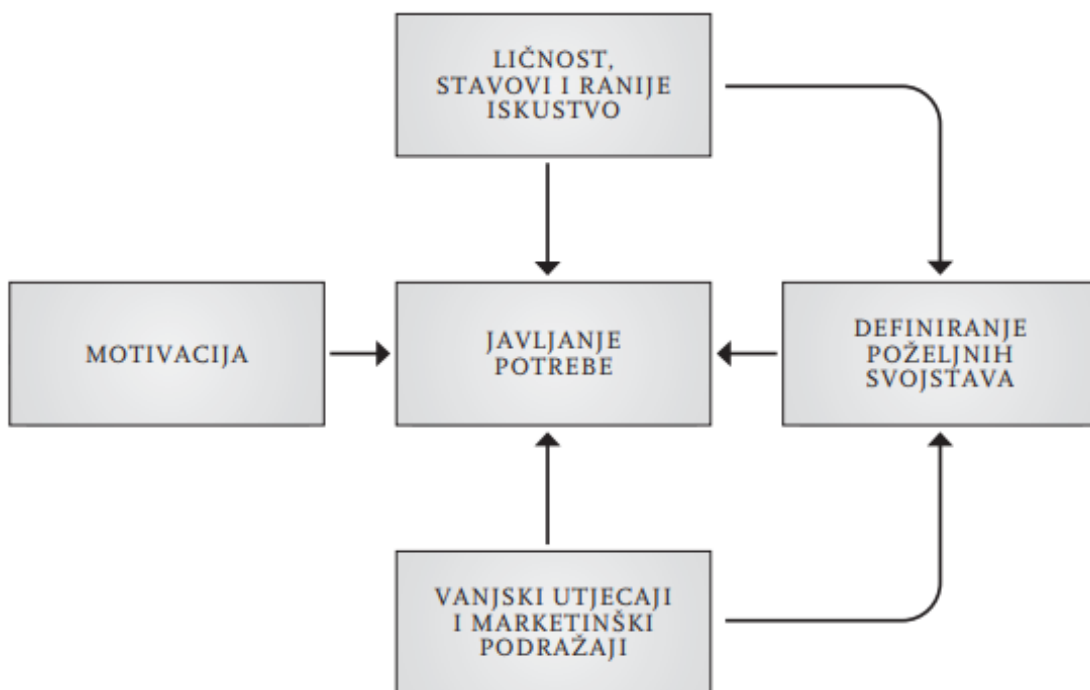 LIČNOST,
STAVOVI I RANIJE
ISKUSTVO
MOTIVACIJA
JAVLJANJE
POTREBE
DEFINIRANJE
POŽELJNIH
SVOJSTAVA
VANJSKI UTJECAJI
I MARKETINŠKI
PODRAŽAJI